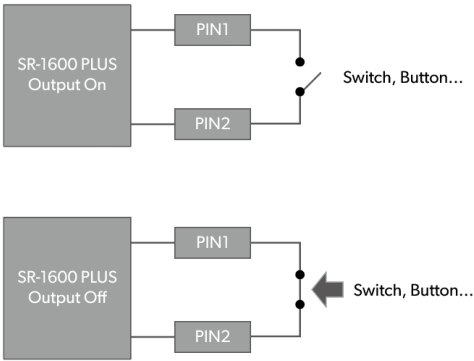 PIN1
SR-1600 PLUS
Output On
Switch, Button...
PIN2
PIN1
SR-1600 PLUS
Output Off
Switch, Button...
PIN2